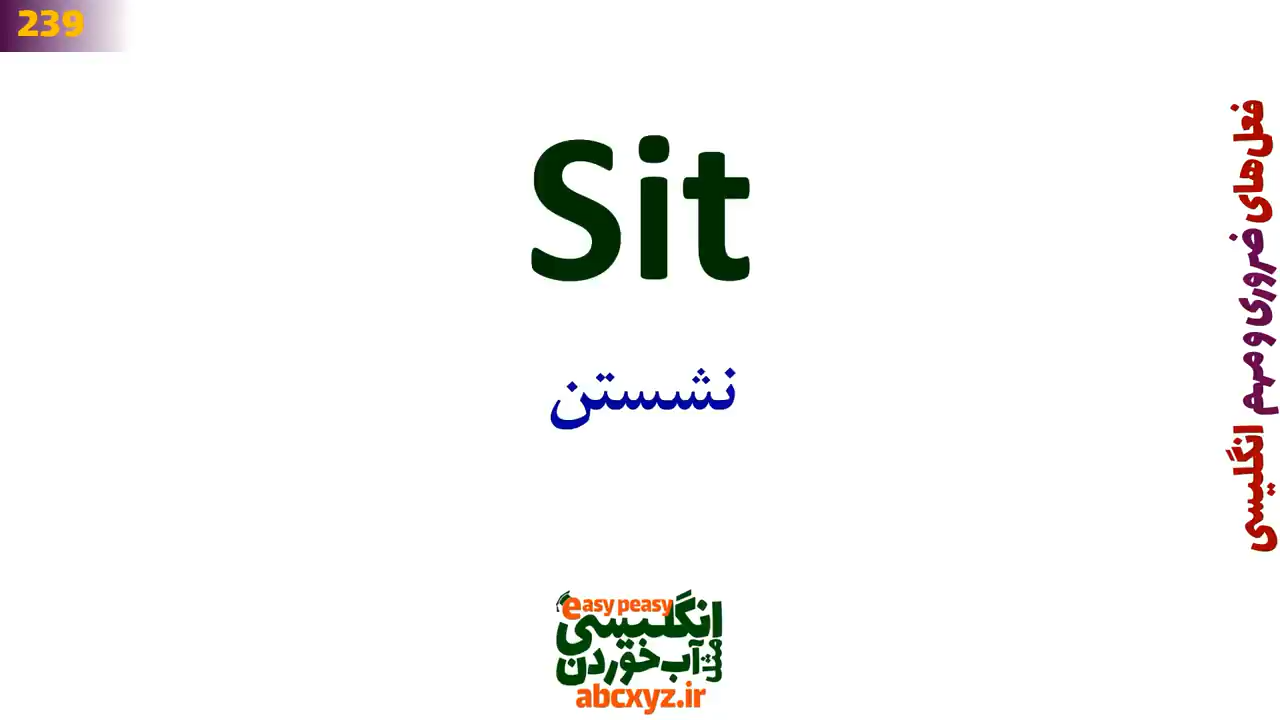 239
Sit
نشستن
فعل‌های ضروری و مهم انگلیسی
easy peasy
انگلیسی
مثل آب خوردن
abcxyz.ir